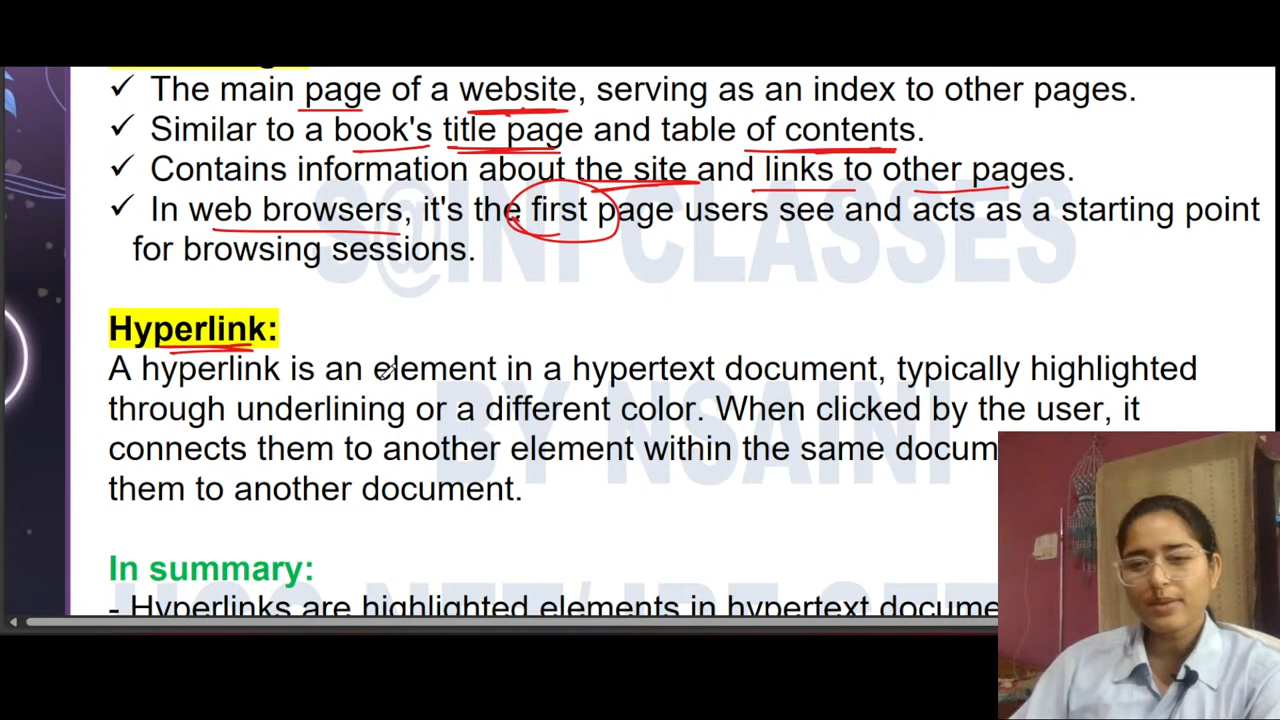 ✓ The main page of a website, serving as an index to other pages.
✓ Similar to a book's title page and table of contents.
✓ Contains information about the site and links to other pages.
✓ In web browsers, it's the first page users see and acts as a starting point
for browsing sessions.
S@INI CLASSES
Hyperlink:
A hyperlink is an element in a hypertext document, typically highlighted
through underlining or a different color. When clicked by the user, it
connects them to another element within the same docum
BY NSAINI
them to another document.
In summary:
- Hyperlinks are highlighted elements in hypertext docume